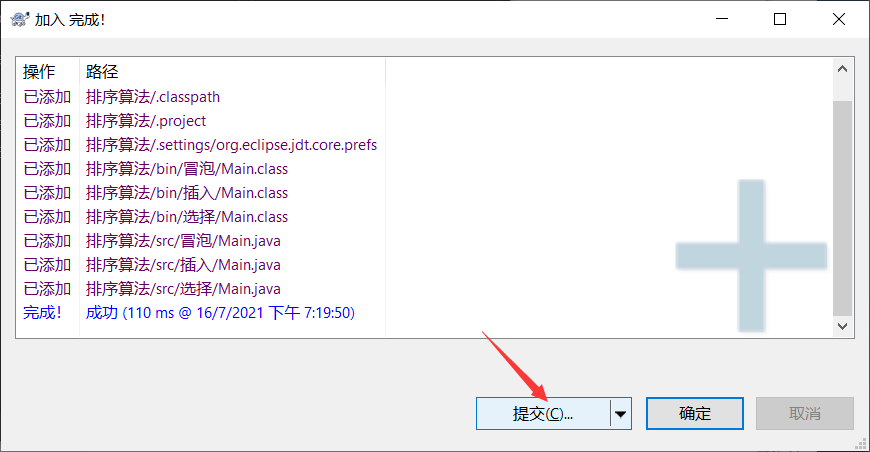 加入 完成！
操作 路径
已添加 排序算法/.classpath
已添加 排序算法/.project
已添加 排序算法/.settings/org.eclipse.jdt.core.prefs
已添加 排序算法/bin/冒泡/Main.class
已添加 排序算法/bin/插入/Main.class
已添加 排序算法/bin/选择/Main.class
已添加 排序算法/src/冒泡/Main.java
已添加 排序算法/src/插入/Main.java
已添加 排序算法/src/选择/Main.java
完成！ 成功 (110 ms @ 16/7/2021 下午 7:19:50)
提交(C)... 确定 取消